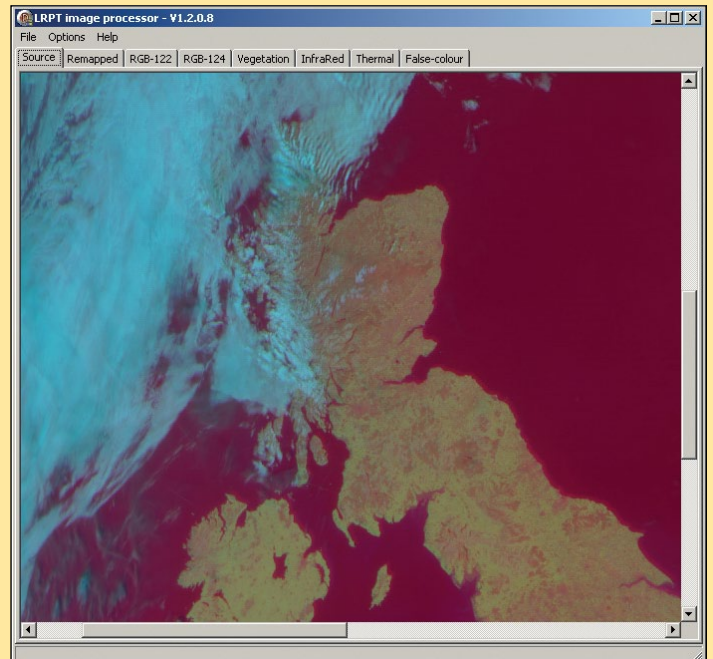 LRPT image processor - V1.2.0.8
File Options Help
Source Remapped RGB-122 RGB-124 Vegetation InfraRed Thermal False-colour